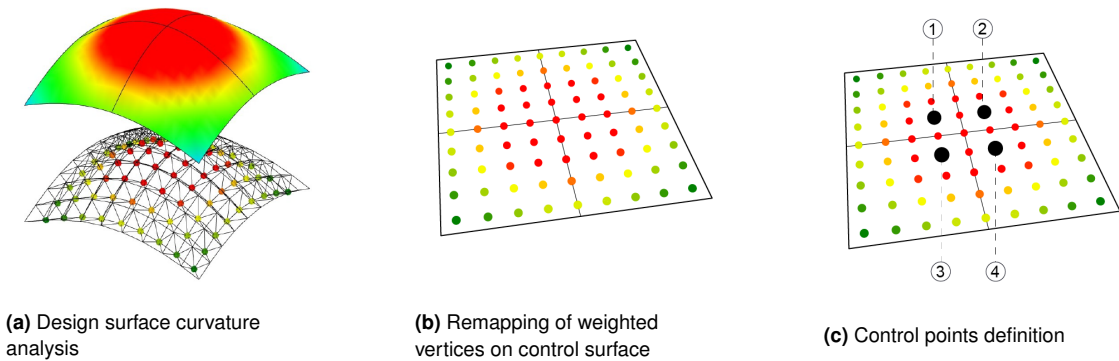 1 2
3 4
(a) Design surface curvature
analysis
(b) Remapping of weighted
vertices on control surface
(c) Control points definition